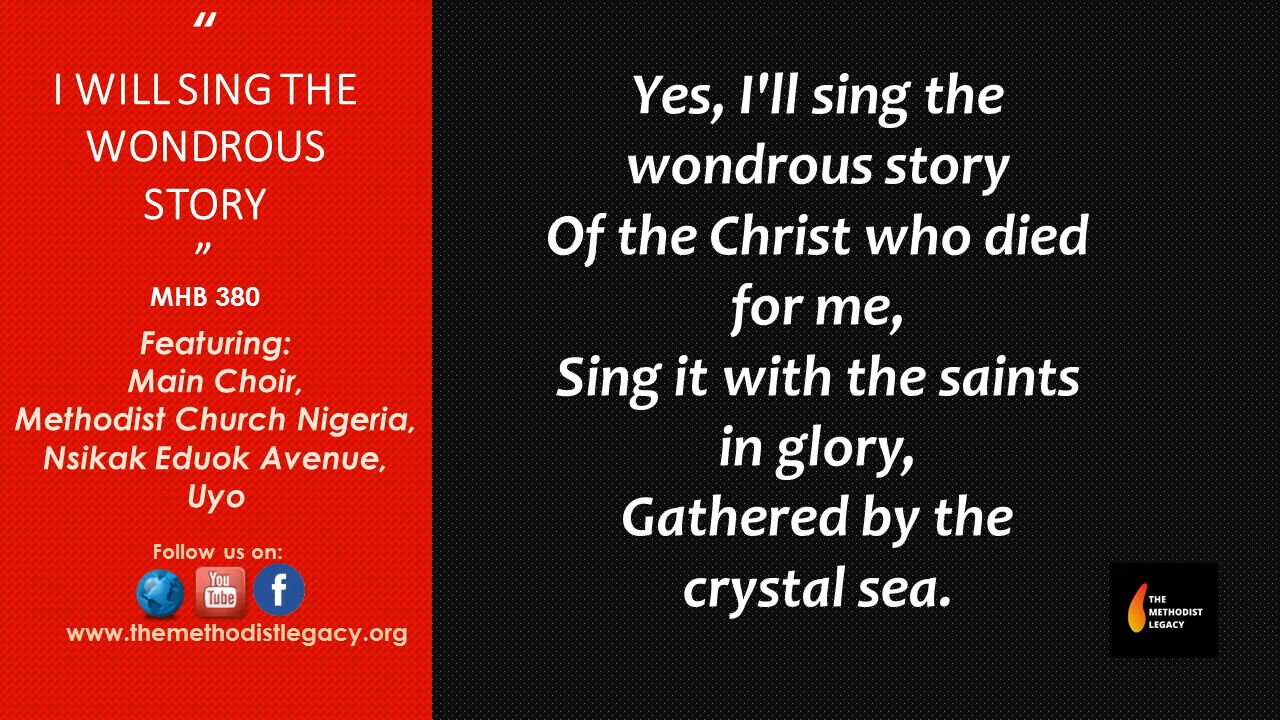 “
I WILL SING THE
WONDROUS
STORY
”
MHB 380
Featuring:
Main Choir,
Methodist Church Nigeria,
Nsikak Eduok Avenue,
Uyo
Follow us on:
You
Tube
f
www.themethodistlegacy.org
Yes, I'll sing the
wondrous story
Of the Christ who died
for me,
Sing it with the saints
in glory,
Gathered by the
crystal sea.
THE
METHODIST
LEGACY